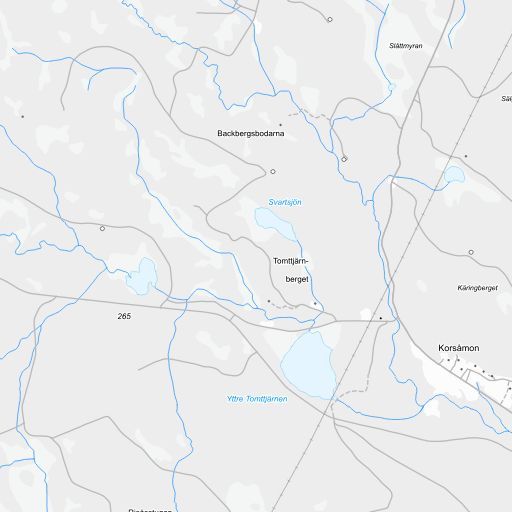 Slåttmyran
Backbergsbodarna
Svartsjön
Tomttjärn-
berget
Käringberget
265
Korsåmon
Yttre Tomttjärnen